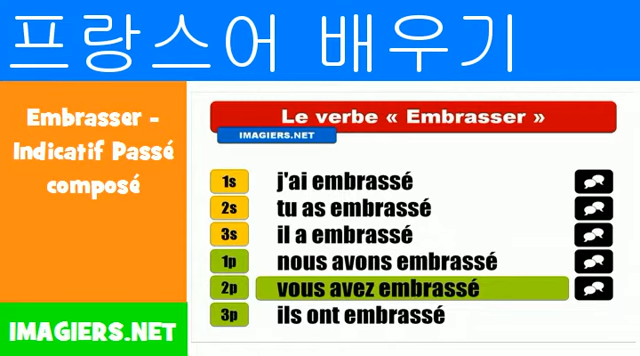 프랑스어 배우기
Embrasser -
Indicatif Passé
composé
IMAGIERS.NET
Le verbe « Embrasser »
IMAGIERS.NET
1s j'ai embrassé
2s tu as embrassé
3s il a embrassé
1p nous avons embrassé
2p vous avez embrassé
3p ils ont embrassé